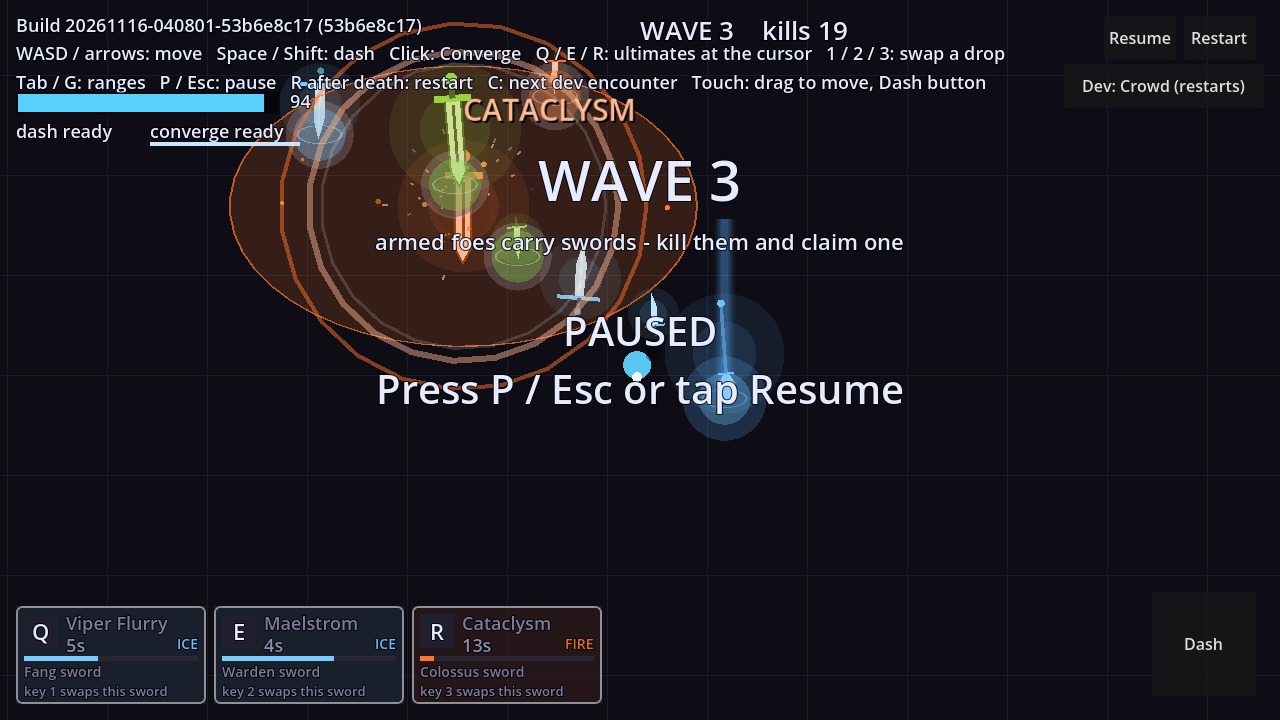 Build 20261116-040801-53b6e8c17 (53b6e8c17)
WAVE 3 kills 19
Resume
Restart
WASD / arrows: move Space / Shift: dash Click: Converge Q / E / R: ultimates at the cursor 1 / 2 / 3: swap a drop
Tab / G: ranges P / Esc: pause R after death: restart C: next dev encounter Touch: drag to move, Dash button
Dev: Crowd (restarts)
94
CATACLYSM
dash ready
converge ready
WAVE 3
armed foes carry swords - kill them and claim one
PAUSED
Press P / Esc or tap Resume
Q
Viper Flurry
5s
ICE
Fang sword
key 1 swaps this sword
E
Maelstrom
4s
ICE
Warden sword
key 2 swaps this sword
R
Cataclysm
13s
FIRE
Colossus sword
key 3 swaps this sword
Dash